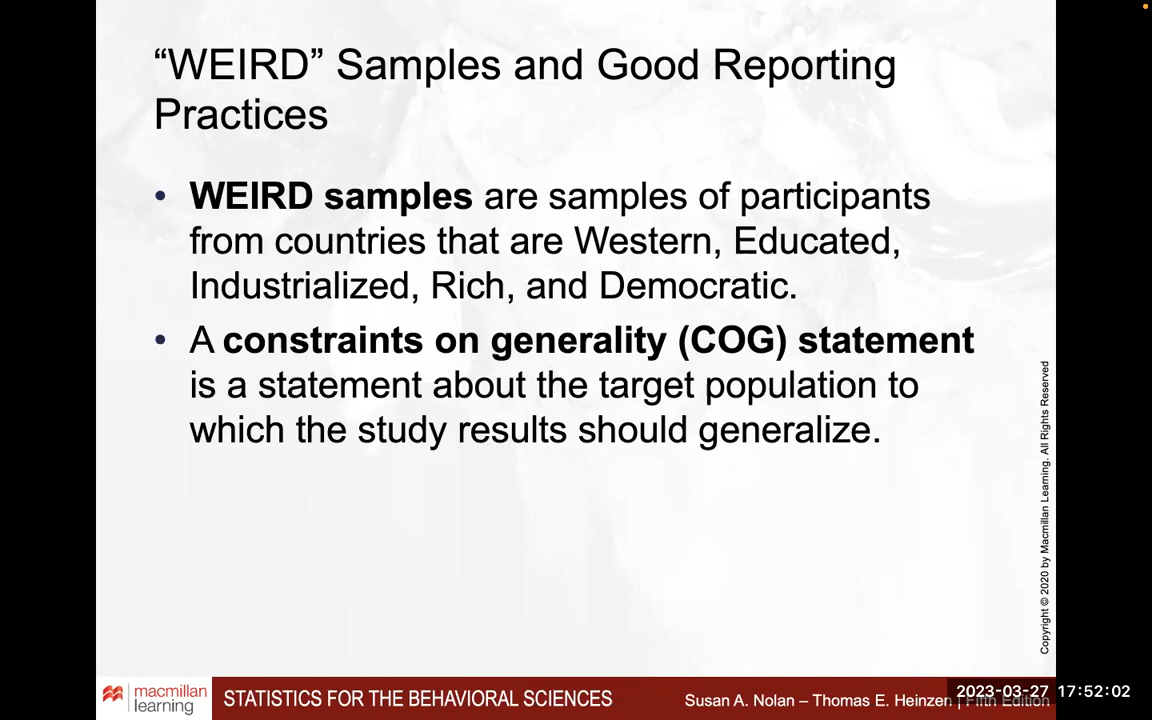 “WEIRD” Samples and Good Reporting
Practices
• WEIRD samples are samples of participants
from countries that are Western, Educated,
Industrialized, Rich, and Democratic.
• A constraints on generality (COG) statement
is a statement about the target population to
which the study results should generalize.
Copyright © 2020 by Macmillan Learning. All Rights Reserved
macmillan
learning
STATISTICS FOR THE BEHAVIORAL SCIENCES
Susan A. Nolan – Thomas E. Heinzen | Fifth Edition
2023-03-27 17:52:02